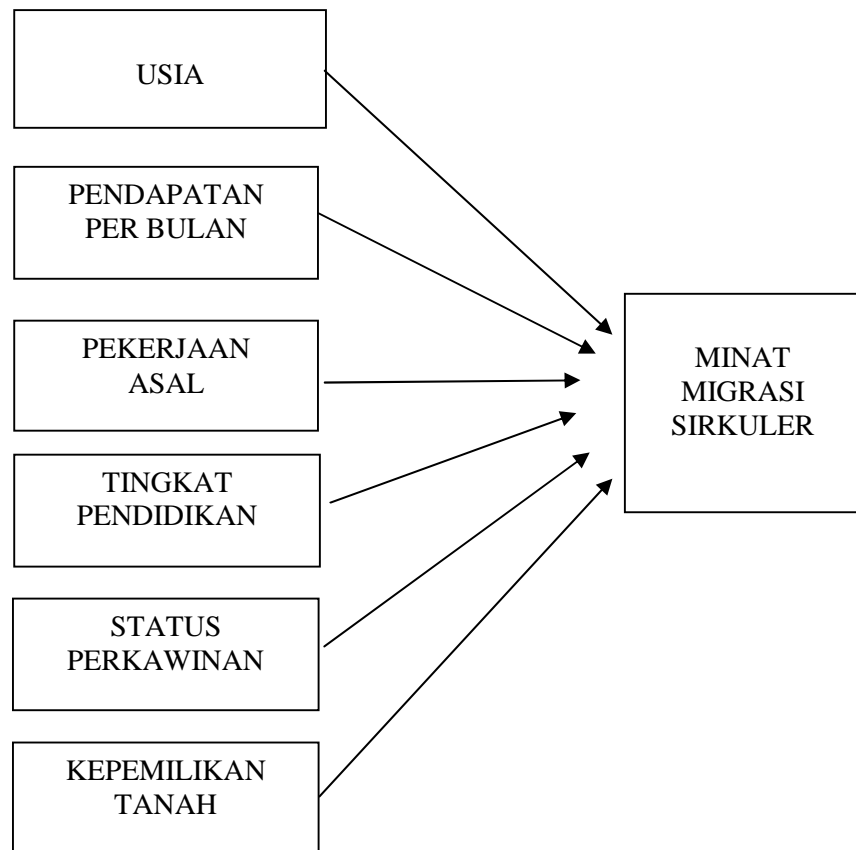 USIA
PENDAPATAN
PER BULAN
PEKERJAAN
ASAL
TINGKAT
PENDIDIKAN
STATUS
PERKAWINAN
KEPEMILIKAN
TANAH
MINAT
MIGRASI
SIRKULER